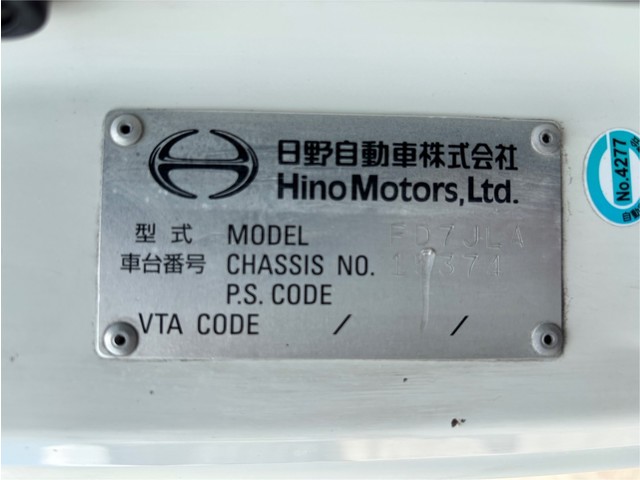 日野自動車株式会社
Hino Motors, Ltd.
型式 MODEL FD7JLA
車台番号 CHASSIS NO.
P.S. CODE
VTA CODE / /
No.4277